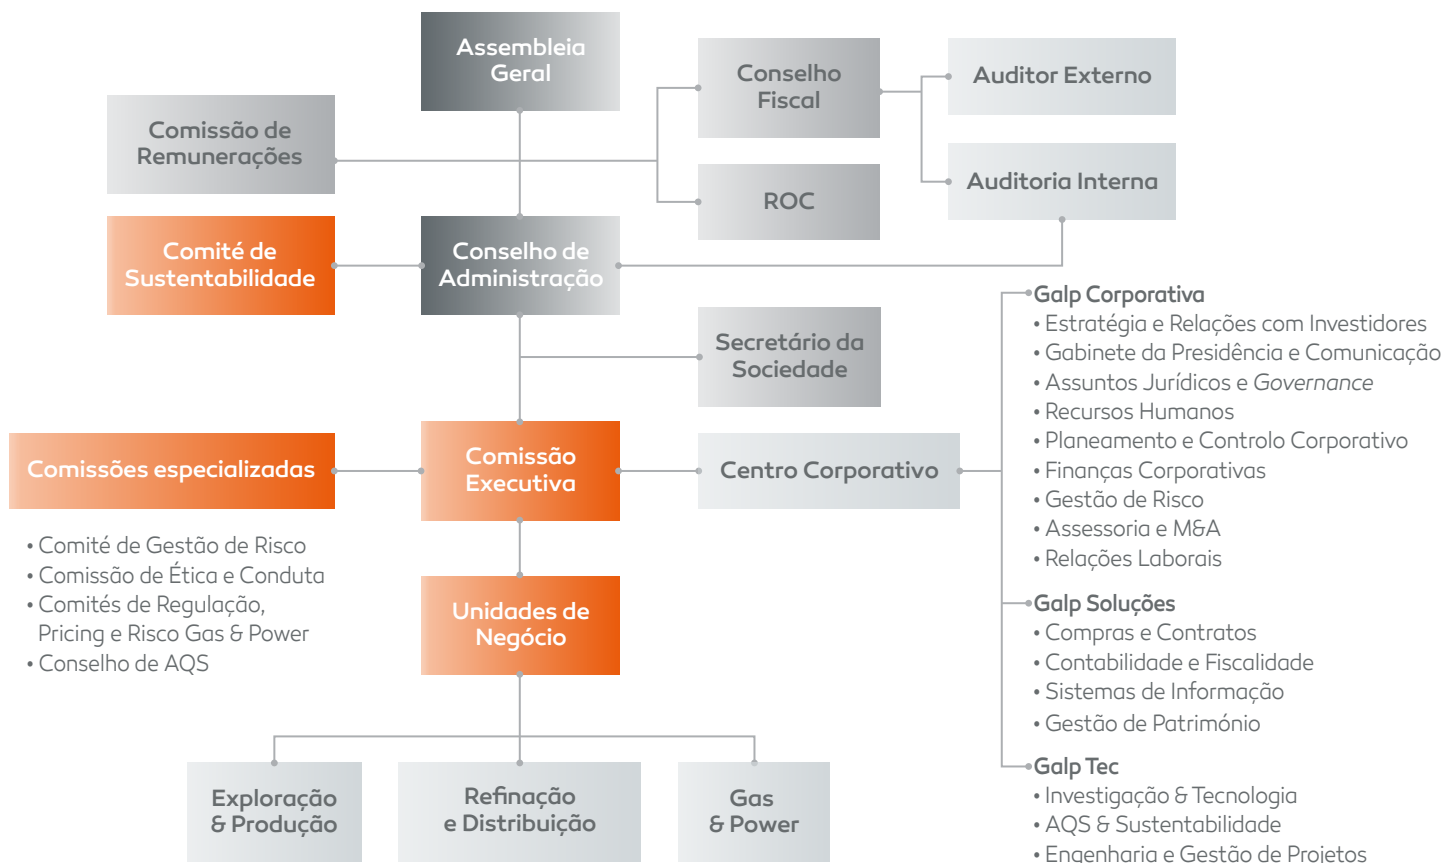 Assembleia
Geral
Conselho
Fiscal
Auditor Externo
Comissão de
Remunerações
ROC
Auditoria Interna
Comité de
Sustentabilidade
Conselho de
Administração
Secretário da
Sociedade
Comissões especializadas
• Comité de Gestão de Risco
• Comissão de Ética e Conduta
• Comités de Regulação,
Pricing e Risco Gas & Power
• Conselho de AQS
Comissão
Executiva
Centro Corporativo
Galp Corporativa
• Estratégia e Relações com Investidores
• Gabinete da Presidência e Comunicação
• Assuntos Jurídicos e Governance
• Recursos Humanos
• Planeamento e Controlo Corporativo
• Finanças Corporativas
• Gestão de Risco
• Assessoria e M&A
• Relações Laborais
Galp Soluções
• Compras e Contratos
• Contabilidade e Fiscalidade
• Sistemas de Informação
• Gestão de Património
Galp Tec
• Investigação & Tecnologia
• AQS & Sustentabilidade
• Engenharia e Gestão de Projetos
Unidades de
Negócio
Exploração
& Produção
Refinação
e Distribuição
Gas
& Power